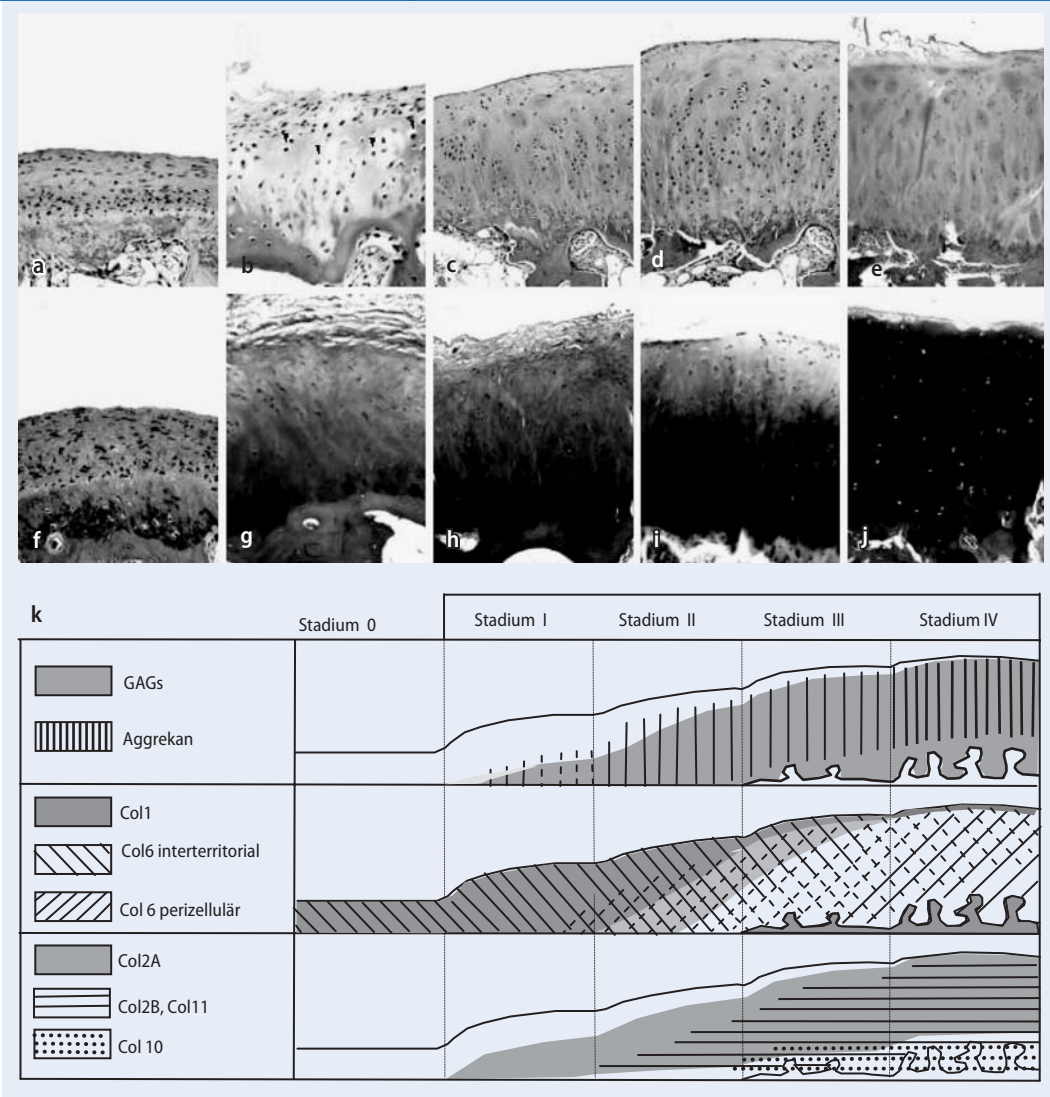 a
b
c
d
e
f
g
h
i
j
k
Stadium 0
Stadium I
Stadium II
Stadium III
Stadium IV
GAGs
Aggrekan
Col1
Col6 interterritorial
Col 6 perizellulär
Col2A
Col2B, Col11
Col 10